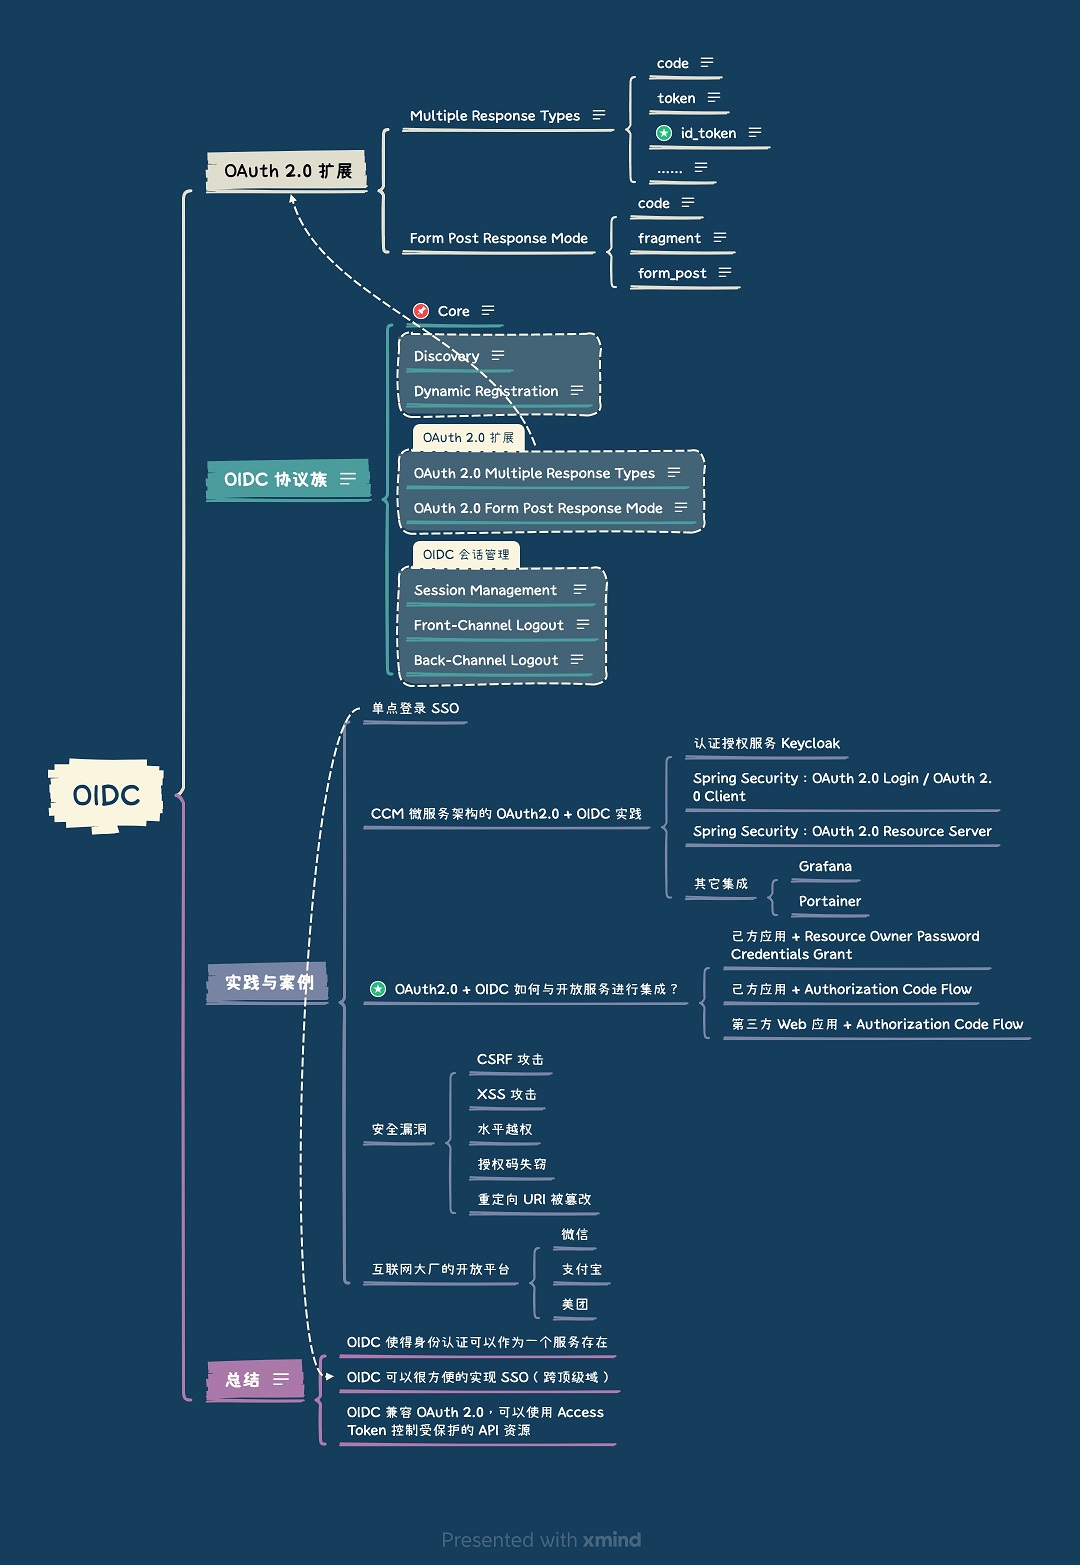 code
token
id_token
......
Multiple Response Types
OAuth 2.0 扩展
code
fragment
form_post
Form Post Response Mode
Core
Discovery
Dynamic Registration
OAuth 2.0 扩展
OAuth 2.0 Multiple Response Types
OAuth 2.0 Form Post Response Mode
OIDC 协议族
OIDC 会话管理
Session Management
Front-Channel Logout
Back-Channel Logout
单点登录 SSO
认证授权服务 Keycloak
Spring Security：OAuth 2.0 Login / OAuth 2.
0 Client
CCM 微服务架构的 OAuth2.0 + OIDC 实践
Spring Security：OAuth 2.0 Resource Server
其它集成
Grafana
Portainer
OIDC
实践与案例
己方应用 + Resource Owner Password
Credentials Grant
OAuth2.0 + OIDC 如何与开放服务进行集成？
己方应用 + Authorization Code Flow
第三方 Web 应用 + Authorization Code Flow
安全漏洞
CSRF 攻击
XSS 攻击
水平越权
授权码失窃
重定向 URI 被篡改
互联网大厂的开放平台
微信
支付宝
美团
总结
OIDC 使得身份认证可以作为一个服务存在
OIDC 可以很方便的实现 SSO（跨顶级域）
OIDC 兼容 OAuth 2.0，可以使用 Access
Token 控制受保护的 API 资源
Presented with xmind